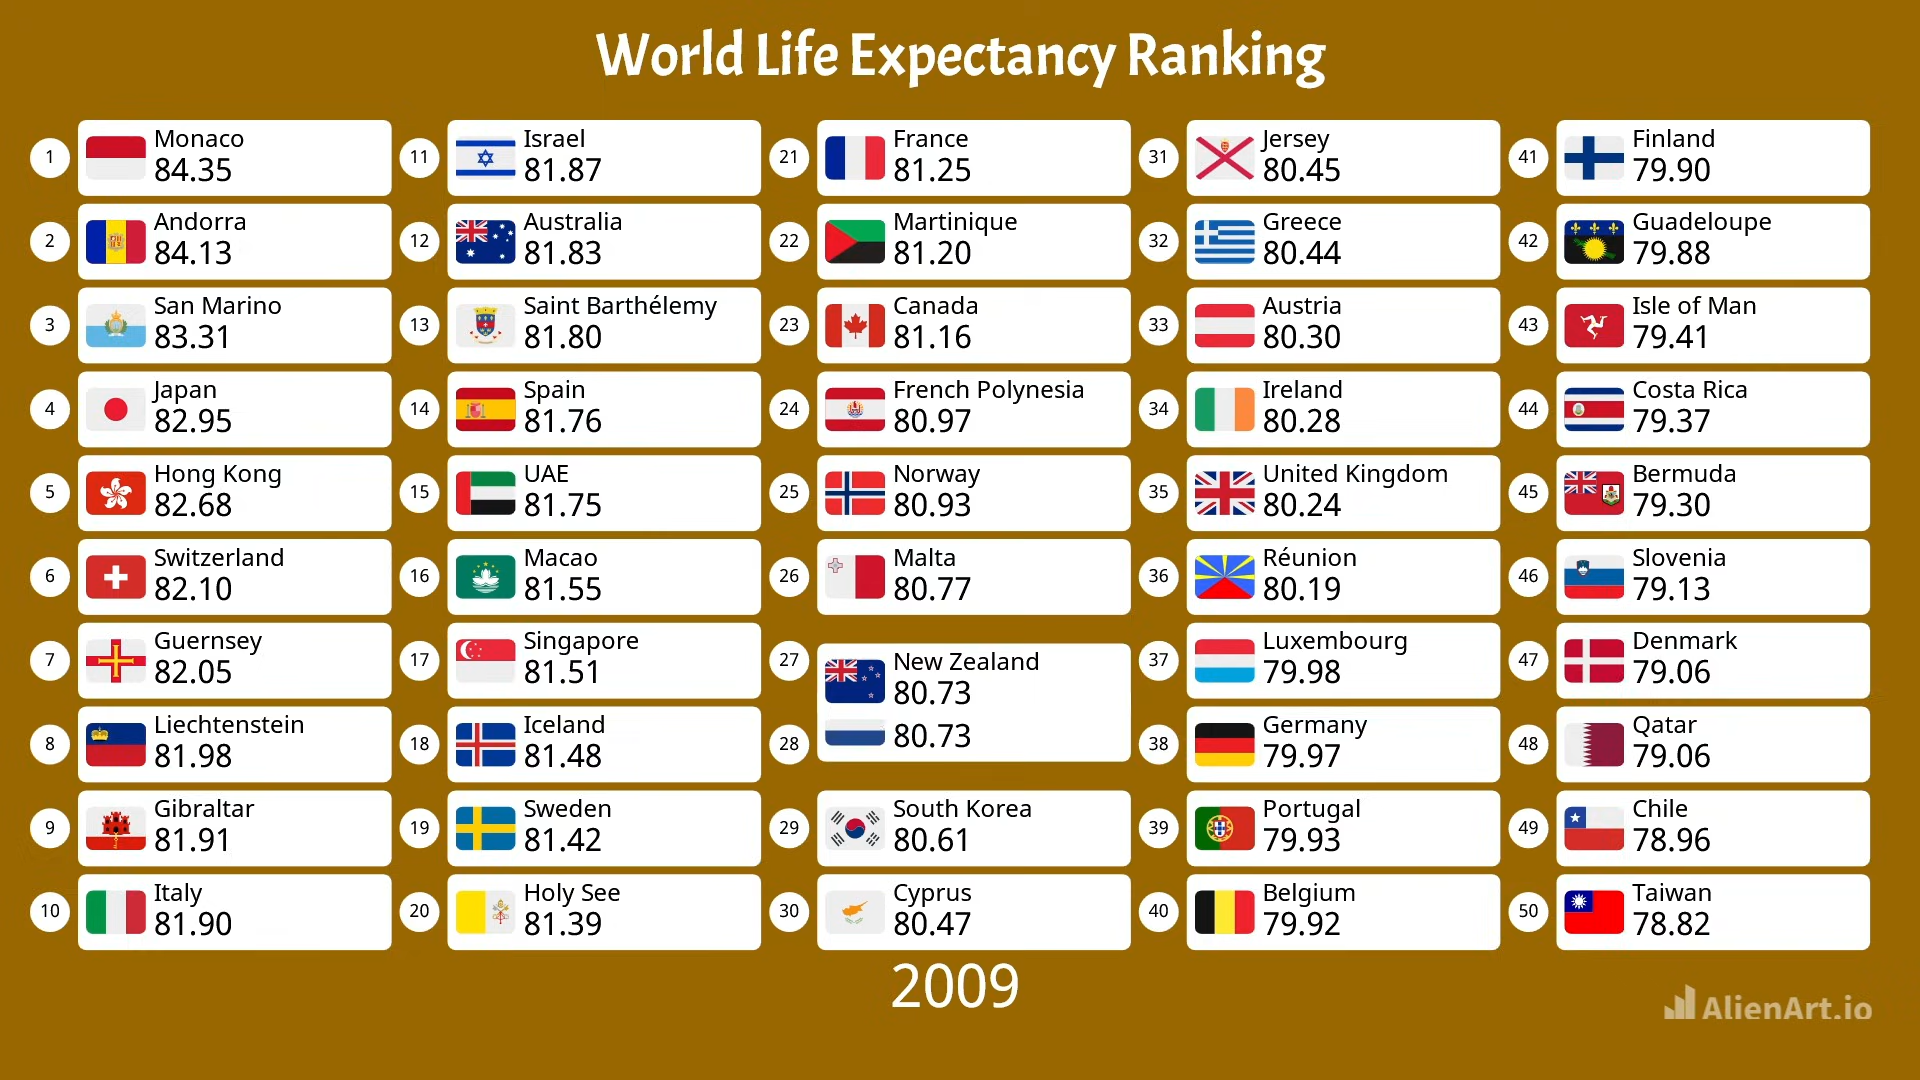 World Life Expectancy Ranking
1
Monaco
84.35
2
Andorra
84.13
3
San Marino
83.31
4
Japan
82.95
5
Hong Kong
82.68
6
Switzerland
82.10
7
Guernsey
82.05
8
Liechtenstein
81.98
9
Gibraltar
81.91
10
Italy
81.90
11
Israel
81.87
12
Australia
81.83
13
Saint Barthélemy
81.80
14
Spain
81.76
15
UAE
81.75
16
Macao
81.55
17
Singapore
81.51
18
Iceland
81.48
19
Sweden
81.42
20
Holy See
81.39
21
France
81.25
22
Martinique
81.20
23
Canada
81.16
24
French Polynesia
80.97
25
Norway
80.93
26
Malta
80.77
27
New Zealand
80.73
28
80.73
29
South Korea
80.61
30
Cyprus
80.47
31
Jersey
80.45
32
Greece
80.44
33
Austria
80.30
34
Ireland
80.28
35
United Kingdom
80.24
36
Réunion
80.19
37
Luxembourg
79.98
38
Germany
79.97
39
Portugal
79.93
40
Belgium
79.92
41
Finland
79.90
42
Guadeloupe
79.88
43
Isle of Man
79.41
44
Costa Rica
79.37
45
Bermuda
79.30
46
Slovenia
79.13
47
Denmark
79.06
48
Qatar
79.06
49
Chile
78.96
50
Taiwan
78.82
2009
AlienArt.io